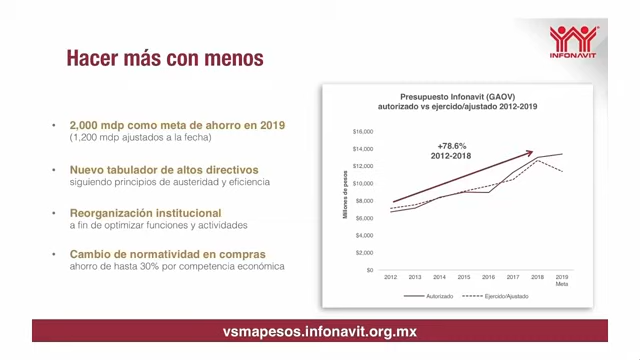 INFONAVIT
Hacer más con menos
• 2,000 mdp como meta de ahorro en 2019
(1,200 mdp ajustados a la fecha)
• Nuevo tabulador de altos directivos
siguiendo principios de austeridad y eficiencia
• Reorganización institucional
a fin de optimizar funciones y actividades
• Cambio de normatividad en compras
ahorro de hasta 30% por competencia económica
Presupuesto Infonavit (GAOV)
autorizado vs ejercido/ajustado 2012-2019
Millones de pesos
$16,000
$14,000
$12,000
$10,000
$8,000
$6,000
$4,000
$2,000
$0
+78.6%
2012-2018
2012 2013 2014 2015 2016 2017 2018 2019
Meta
Autorizado Ejercido/Ajustado
vsmapesos.infonavit.org.mx